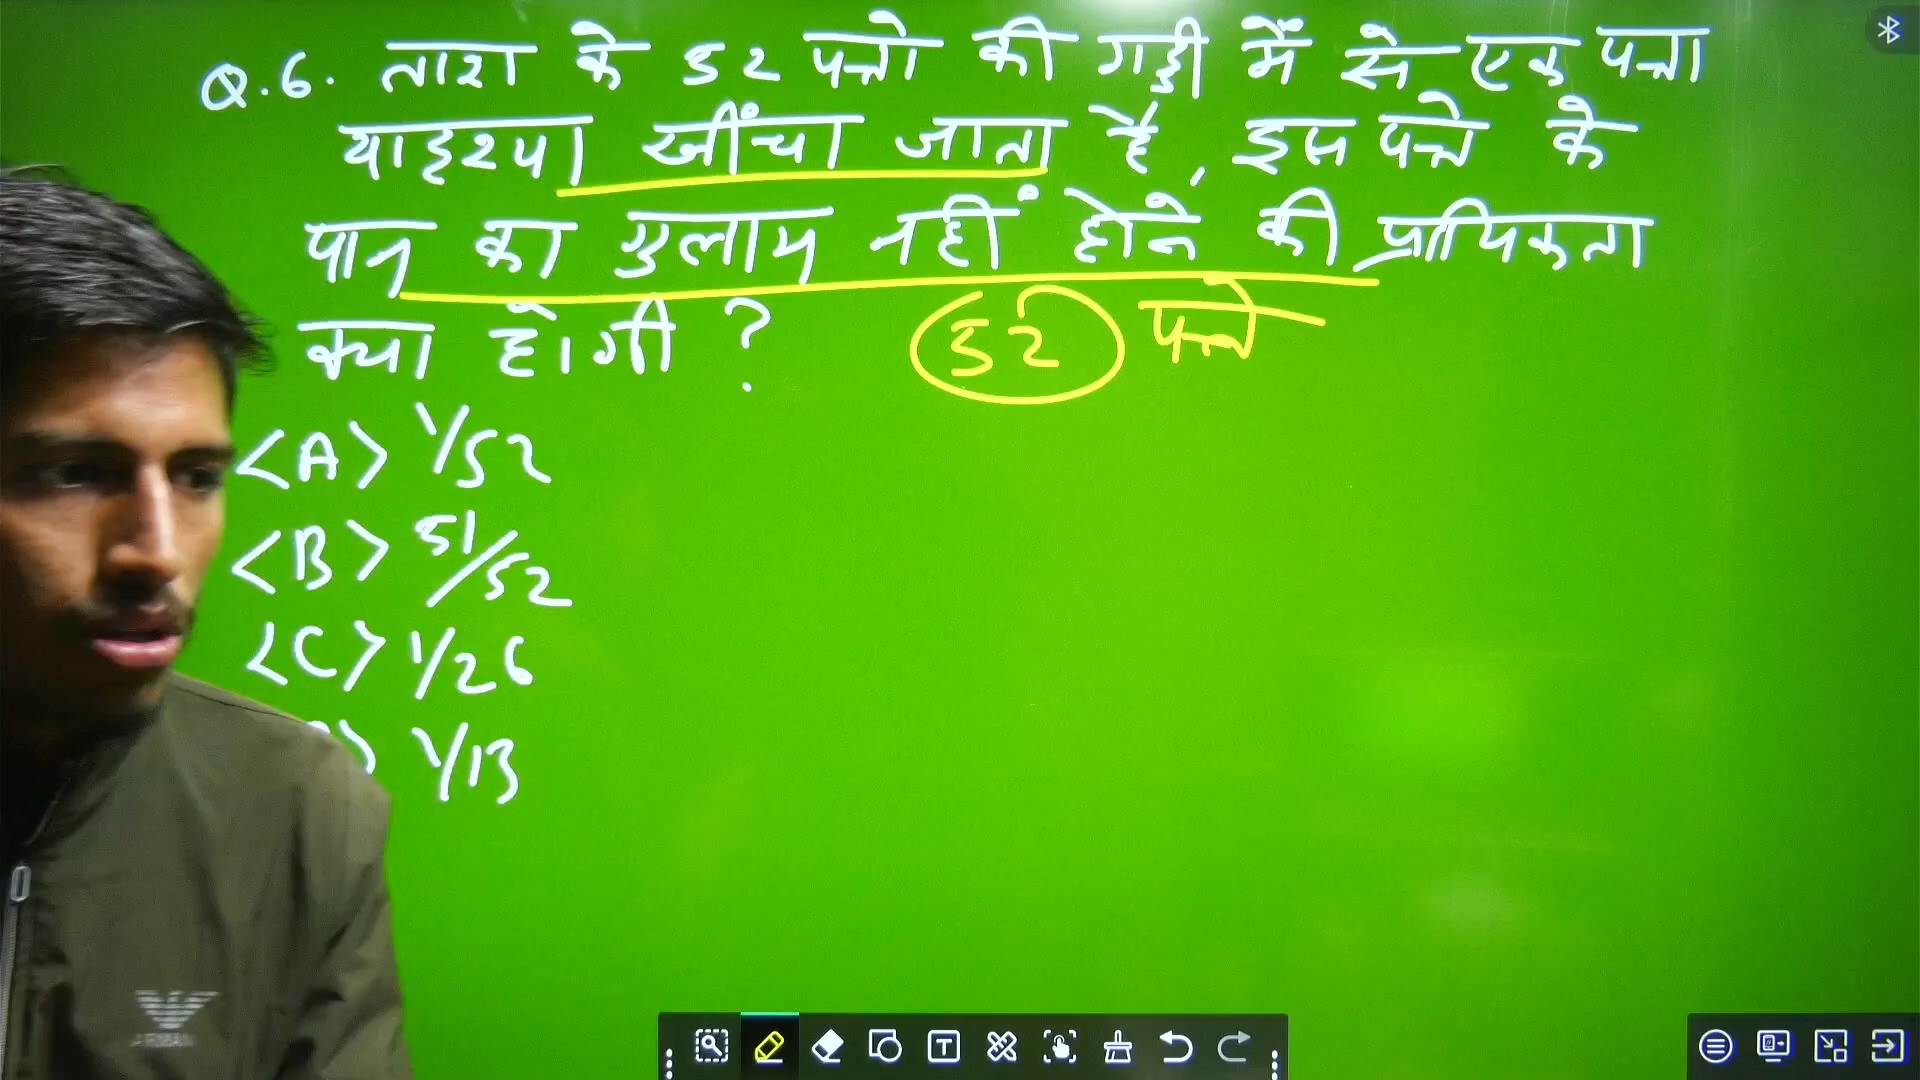 Q.6. ताश के 52 पत्तो की गड्डी में से एक पत्ता
यादृश्या खींचा जाता है, इस पत्ते के
पान का गुलाम नहीं होने की प्रायिकता
क्या होगी ?
52 पत्ते
<A> 1/52
<B> 51/52
<C> 1/26
1/13
ARMANI